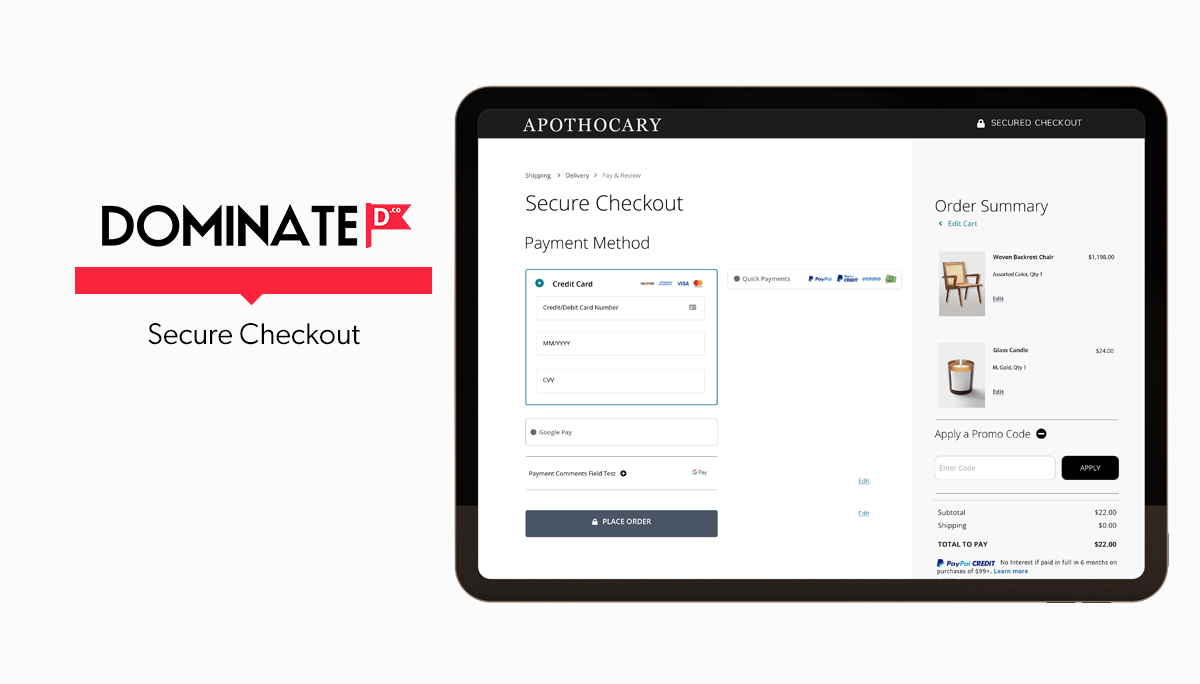 DOMINATE
D.co
Secure Checkout
APOTHOCARY
SECURED CHECKOUT
Shipping > Delivery > Pay & Review
Secure Checkout
Payment Method
Credit Card
DISCOVER
VISA
Credit/Debit Card Number
MM/YYYY
CVV
Quick Payments
PayPal
PayPal CREDIT
venmo
Google Pay
Payment Comments Field Test
G Pay
Edit
Edit
PLACE ORDER
Order Summary
< Edit Cart
Woven Backrest Chair $1,198.00
Assorted Color, Qty 1
Edit
Glass Candle $24.00
M, Gold, Qty 1
Edit
Apply a Promo Code
Enter Code
APPLY
Subtotal $22.00
Shipping $0.00
TOTAL TO PAY $22.00
PayPal CREDIT No Interest if paid in full in 6 months on
purchases of $99+. Learn more